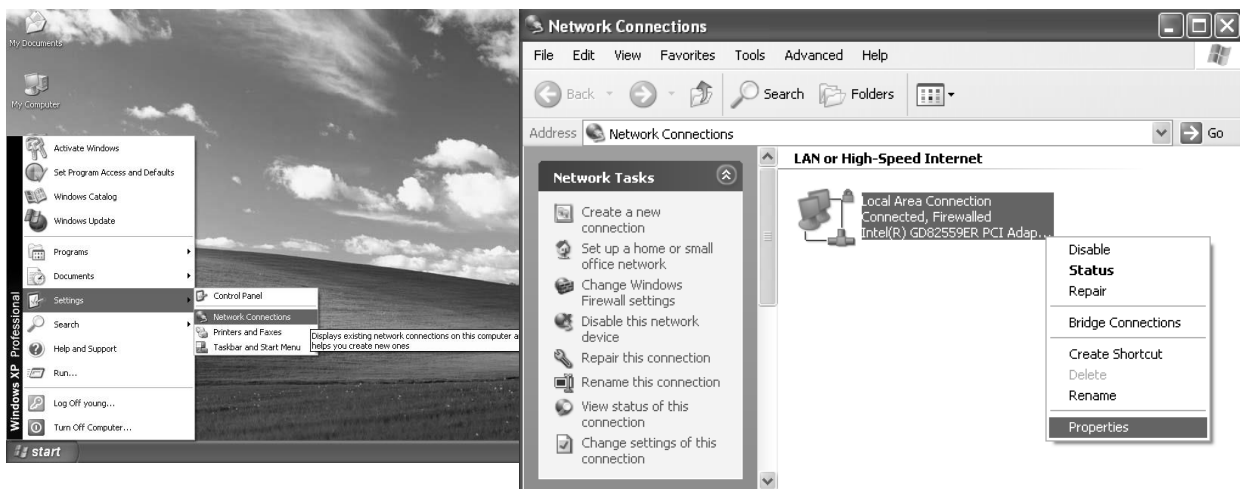 My Documents
My Computer
Activate Windows
Set Program Access and Defaults
Windows Catalog
Windows Update
Programs
Documents
Settings
Search
Help and Support
Run...
Log Off young...
Turn Off Computer...
Windows XP Professional
start
Control Panel
Network Connections
Printers and Faxes
Taskbar and Start Menu
Displays existing network connections on this computer a
helps you create new ones
Network Connections
File Edit View Favorites Tools Advanced Help
Back Search Folders
Address Network Connections Go
Network Tasks
Create a new
connection
Set up a home or small
office network
Change Windows
Firewall settings
Disable this network
device
Repair this connection
Rename this connection
View status of this
connection
Change settings of this
connection
LAN or High-Speed Internet
Local Area Connection
Connected, Firewalled
Intel(R) GD82559ER PCI Adap...
Disable
Status
Repair
Bridge Connections
Create Shortcut
Delete
Rename
Properties